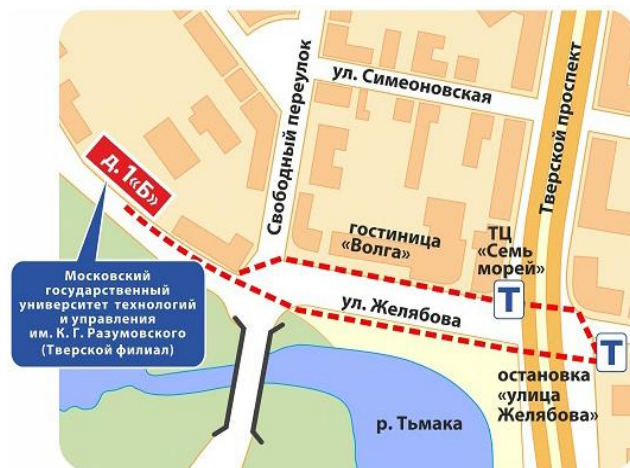 ул. Симеоновская
Свободный переулок
Тверской проспект
д. 1«Б»
гостиница
«Волга»
ТЦ
«Семь
морей»
Московский
государственный
университет технологий
и управления
им. К. Г. Разумовского
(Тверской филиал)
ул. Желябова
Т
Т
остановка
«улица
Желябова»
р. Тьмака